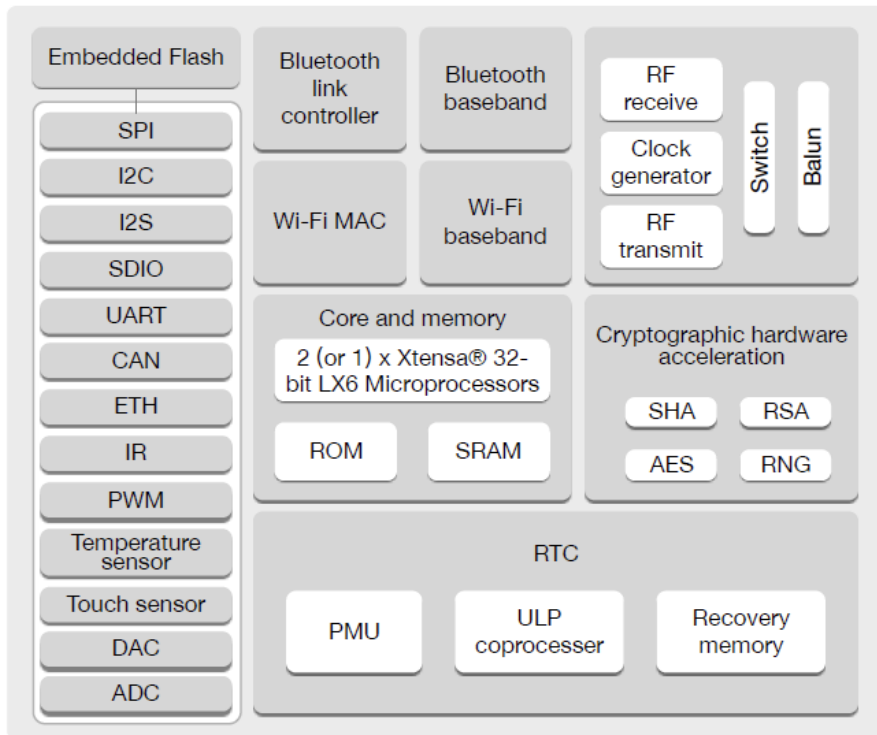 Embedded Flash
SPI
I2C
I2S
SDIO
UART
CAN
ETH
IR
PWM
Temperature
sensor
Touch sensor
DAC
ADC
Bluetooth
link
controller
Bluetooth
baseband
Wi-Fi MAC
Wi-Fi
baseband
RF
receive
Clock
generator
RF
transmit
Switch
Balun
Core and memory
2 (or 1) x Xtensa® 32-
bit LX6 Microprocessors
ROM
SRAM
Cryptographic hardware
acceleration
SHA
RSA
AES
RNG
RTC
PMU
ULP
coprocesser
Recovery
memory